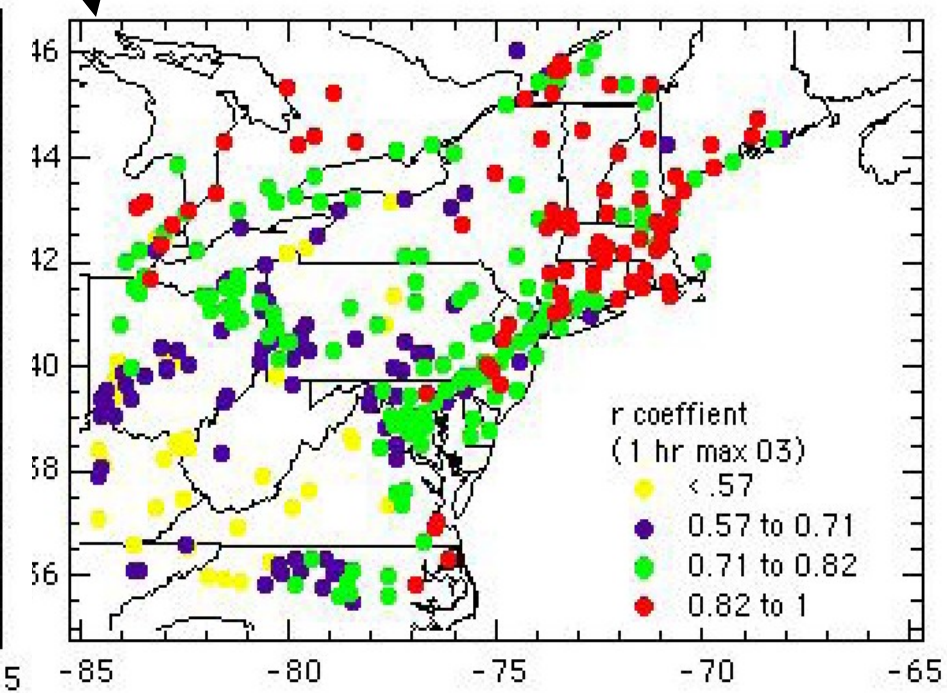 46
44
42
40
38
36
r coeffient
(1 hr max 03)
< .57
0.57 to 0.71
0.71 to 0.82
0.82 to 1
5 -85 -80 -75 -70 -65